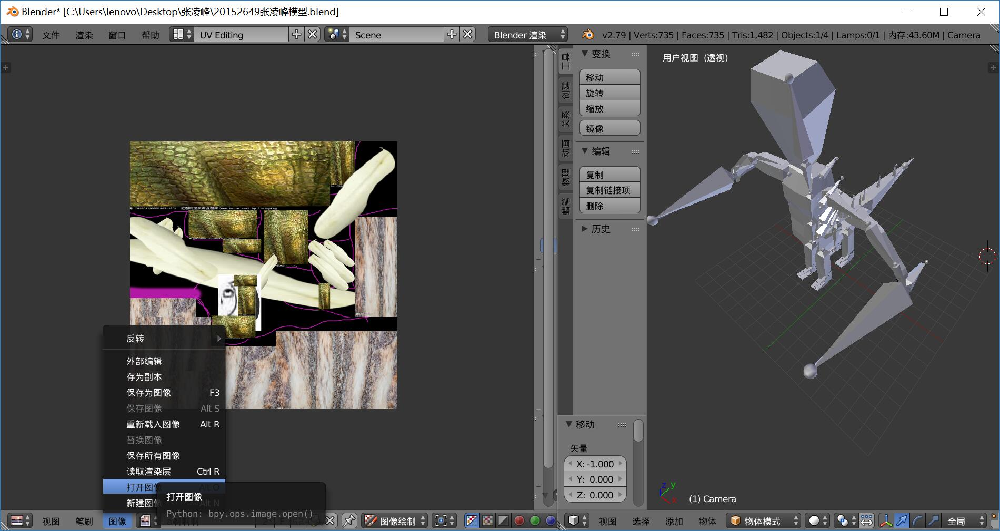 Blender* [C:\Users\lenovo\Desktop\张凌峰\20152649张凌峰模型.blend]
文件 渲染 窗口 帮助 UV Editing Scene Blender 渲染 v2.79 | Verts:735 | Faces:735 | Tris:1,482 | Objects:1/4 | Lamps:0/1 | 内存:43.60M | Camera
工具
创建
关系
动画
物理
蜡笔
变换
移动
旋转
缩放
镜像
编辑
复制
复制链接项
删除
历史
移动
矢量
X: -1.000
Y: 0.000
Z: 0.000
用户视图 (透视)
z y
x
(1) Camera
反转
外部编辑
存为副本
保存为图像 F3
保存图像 Alt S
重新载入图像 Alt R
替换图像
保存所有图像
读取渲染层 Ctrl R
打开图像 Alt O
新建图像 Alt N
打开图像
Python: bpy.ops.image.open()
视图 笔刷 图像 2 F 图像绘制
视图 选择 添加 物体 物体模式 全局